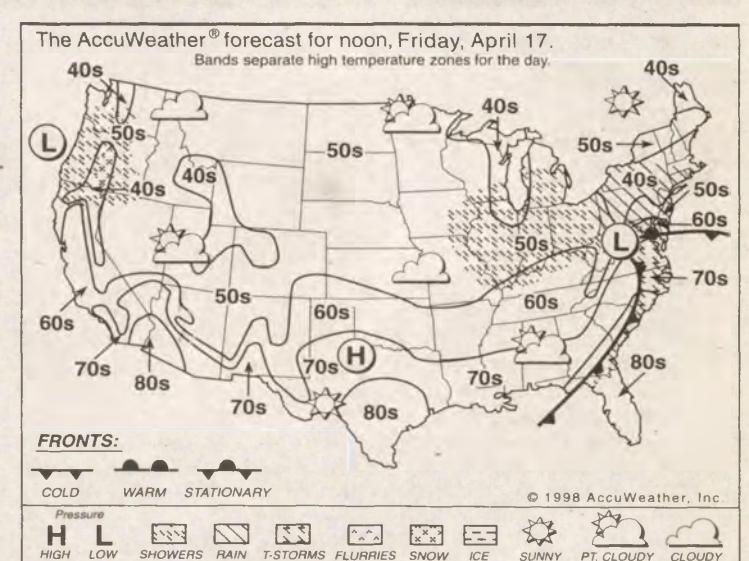 The AccuWeather® forecast for noon, Friday, April 17.
Bands separate high temperature zones for the day.
40s
40s
40s
L
50s
50s
50s
40s
40s
40s
50s
60s
L
50s
70s
50s
60s
60s
60s
H
70s
80s
70s
80s
70s
70s
80s
FRONTS:
COLD WARM STATIONARY
© 1998 AccuWeather, Inc.
Pressure
H L
HIGH LOW SHOWERS RAIN T-STORMS FLURRIES SNOW ICE SUNNY PT. CLOUDY CLOUDY